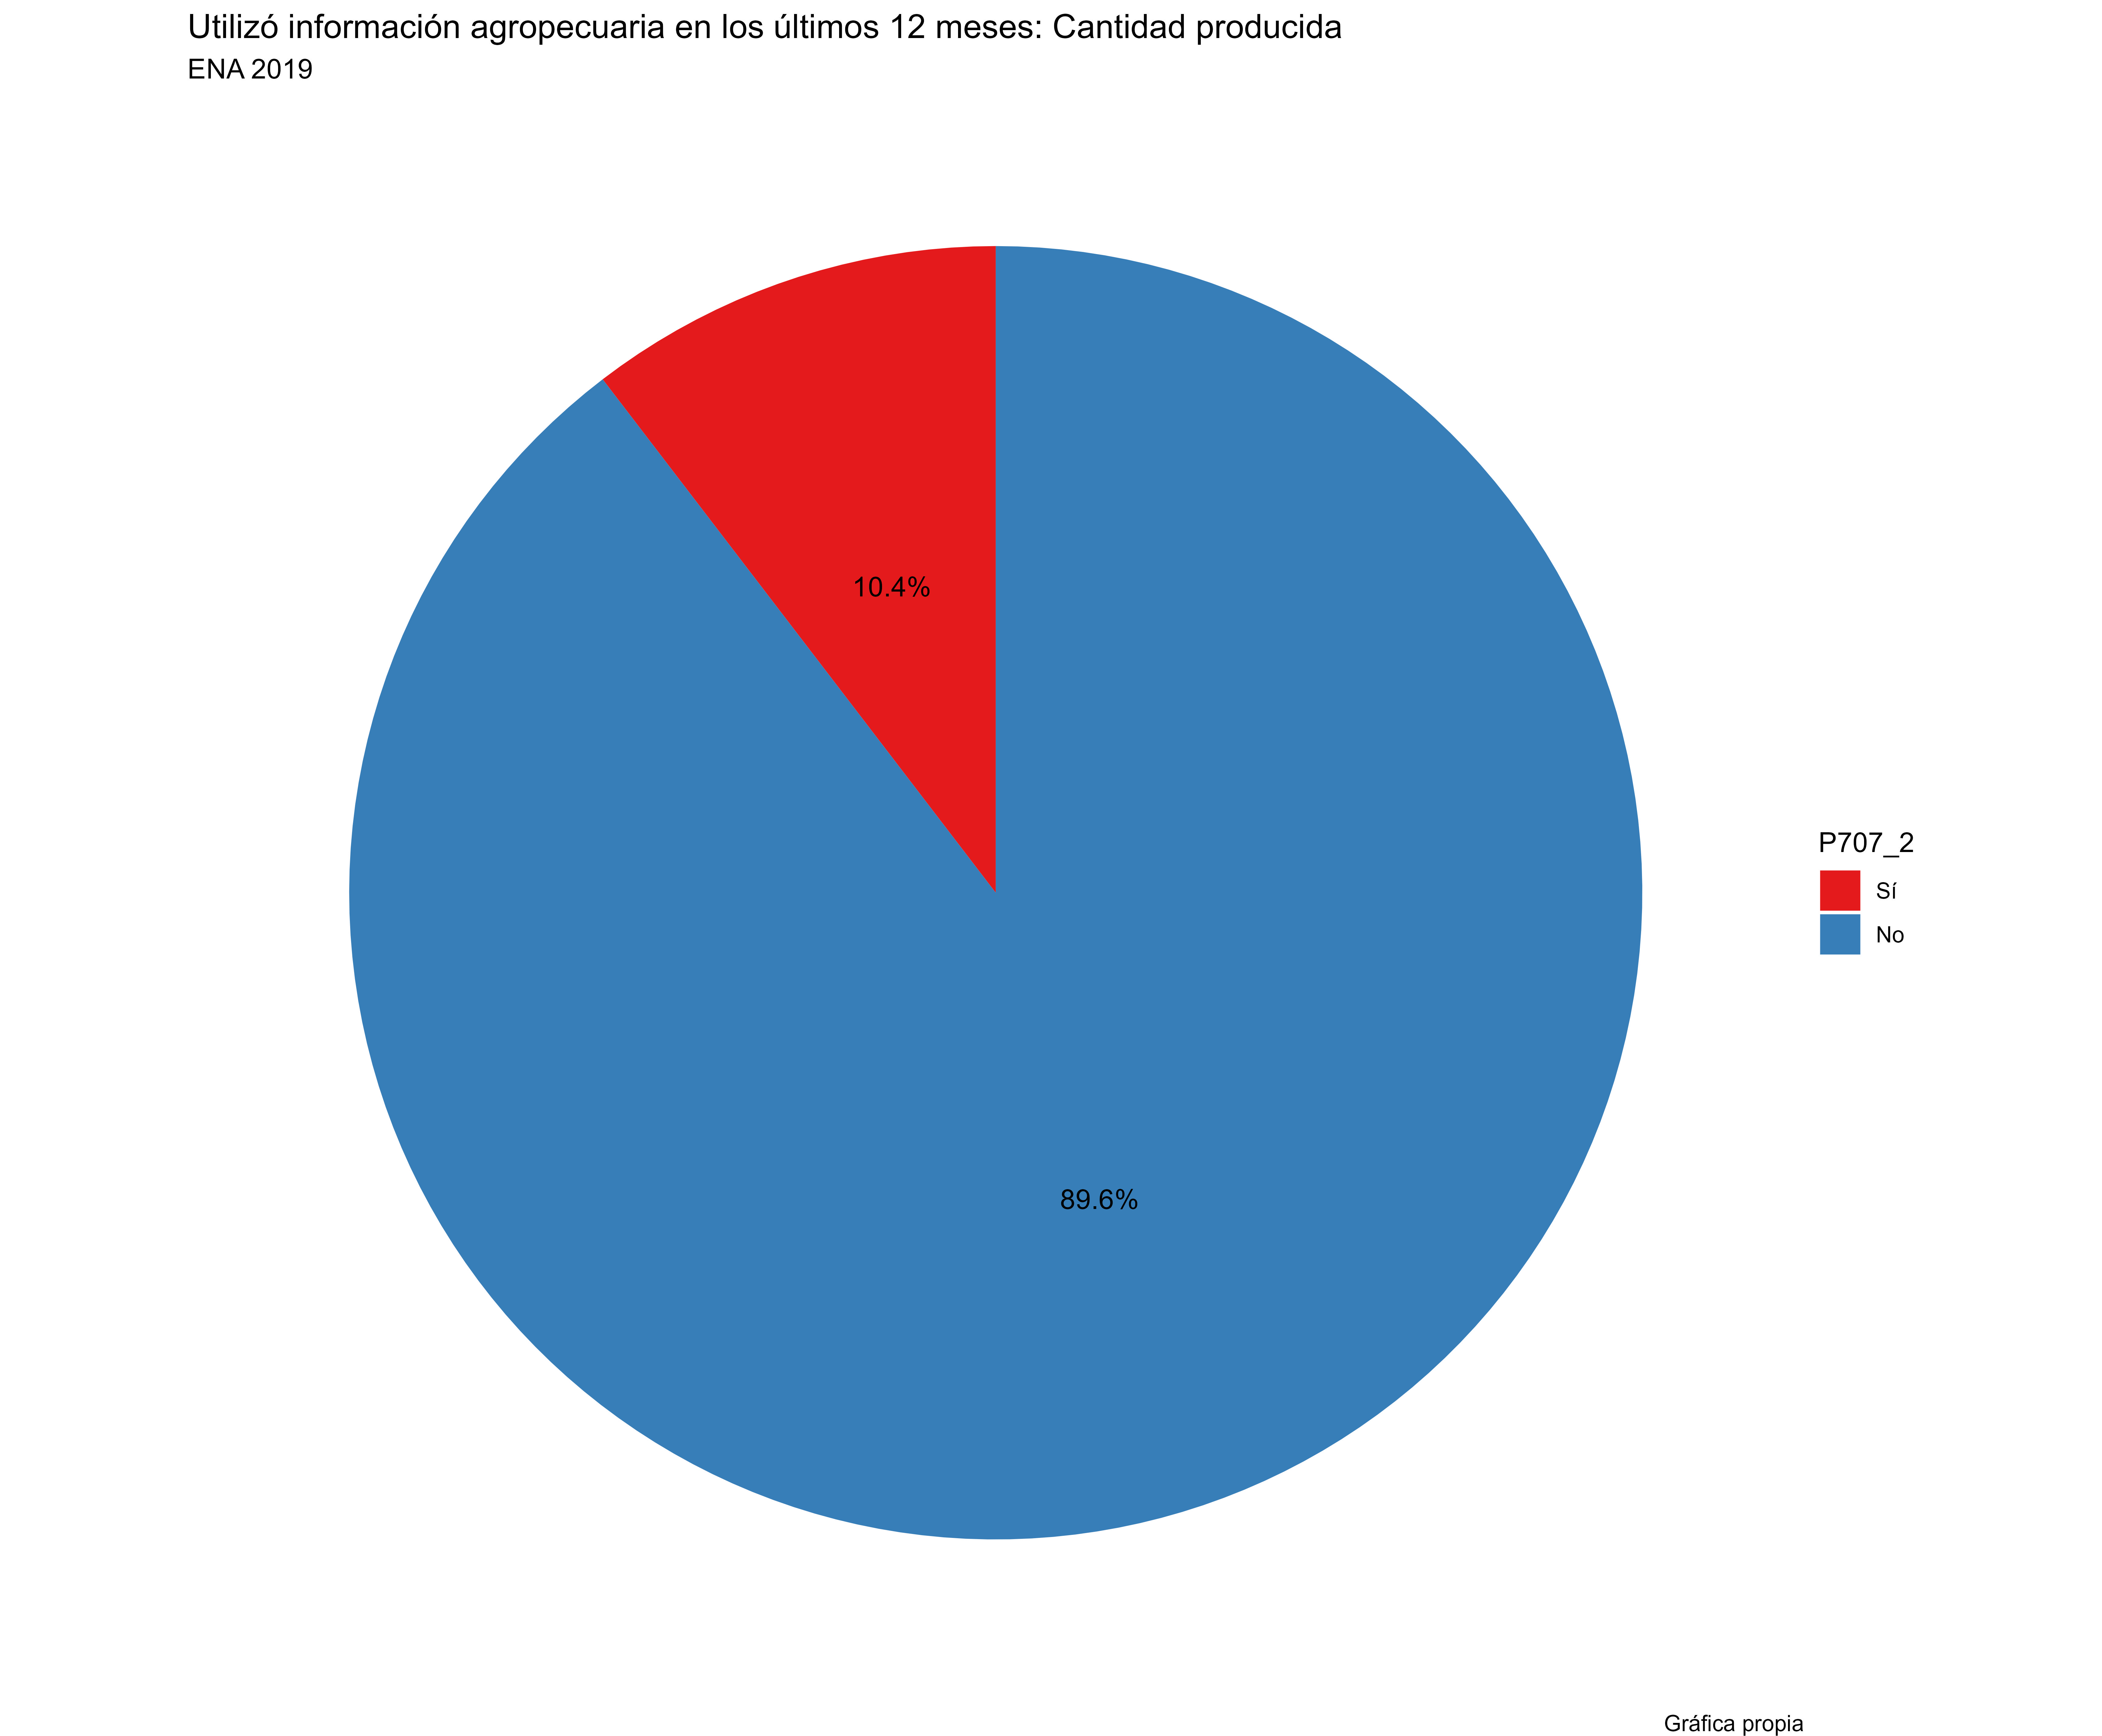 Utilizó información agropecuaria en los últimos 12 meses: Cantidad producida
ENA 2019
10.4%
89.6%
P707_2
Sí
No
Gráfica propia